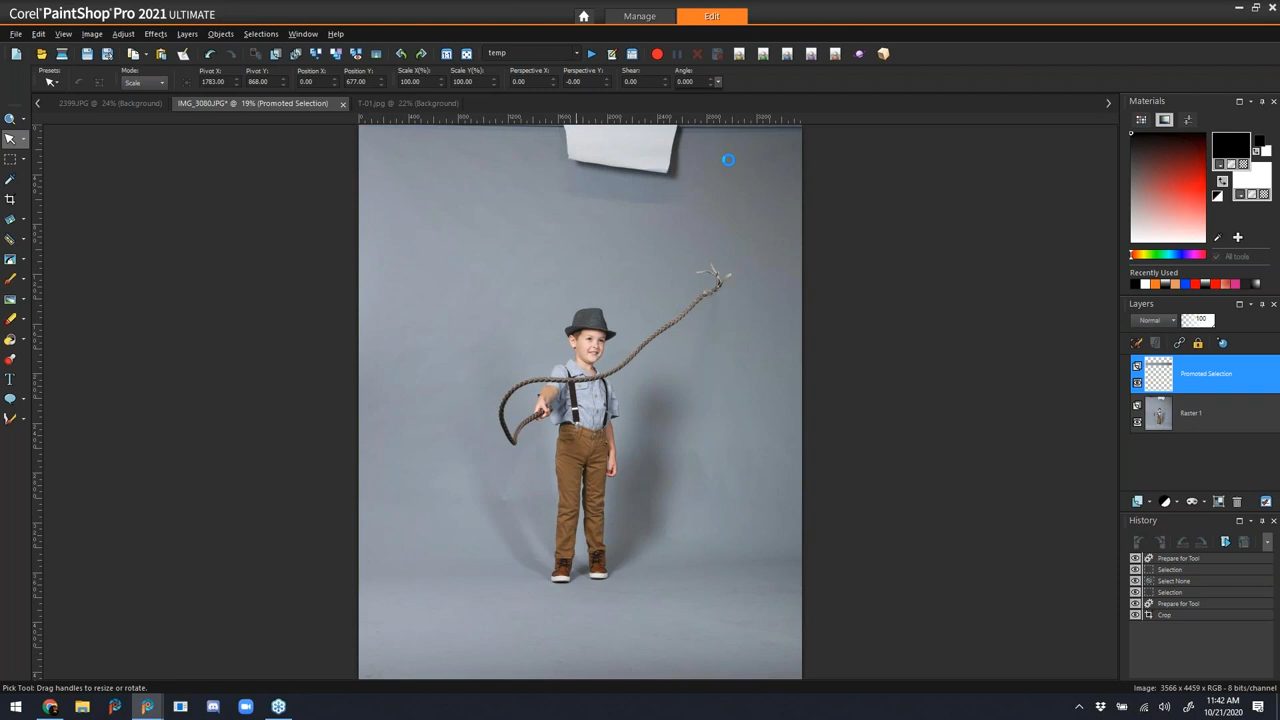 Corel® PaintShop® Pro 2021 ULTIMATE
Manage
Edit
File Edit View Image Adjust Effects Layers Objects Selections Window Help
temp
Presets:
Mode:
Scale
Pivot X:
1783.00
Pivot Y:
868.00
Position X:
0.00
Position Y:
677.00
Scale X(%):
100.00
Scale Y(%):
100.00
Perspective X:
0.00
Perspective Y:
-0.00
Shear:
0.00
Angle:
0.000
2399.JPG @ 24% (Background)
IMG_3080.JPG* @ 19% (Promoted Selection)
T-01.jpg @ 22% (Background)
Materials
All tools
Recently Used
Layers
Normal
100
Promoted Selection
Raster 1
History
Prepare for Tool
Selection
Select None
Selection
Prepare for Tool
Crop
Pick Tool: Drag handles to resize or rotate.
Image: 3566 x 4459 x RGB - 8 bits/channel
11:42 AM
10/21/2020